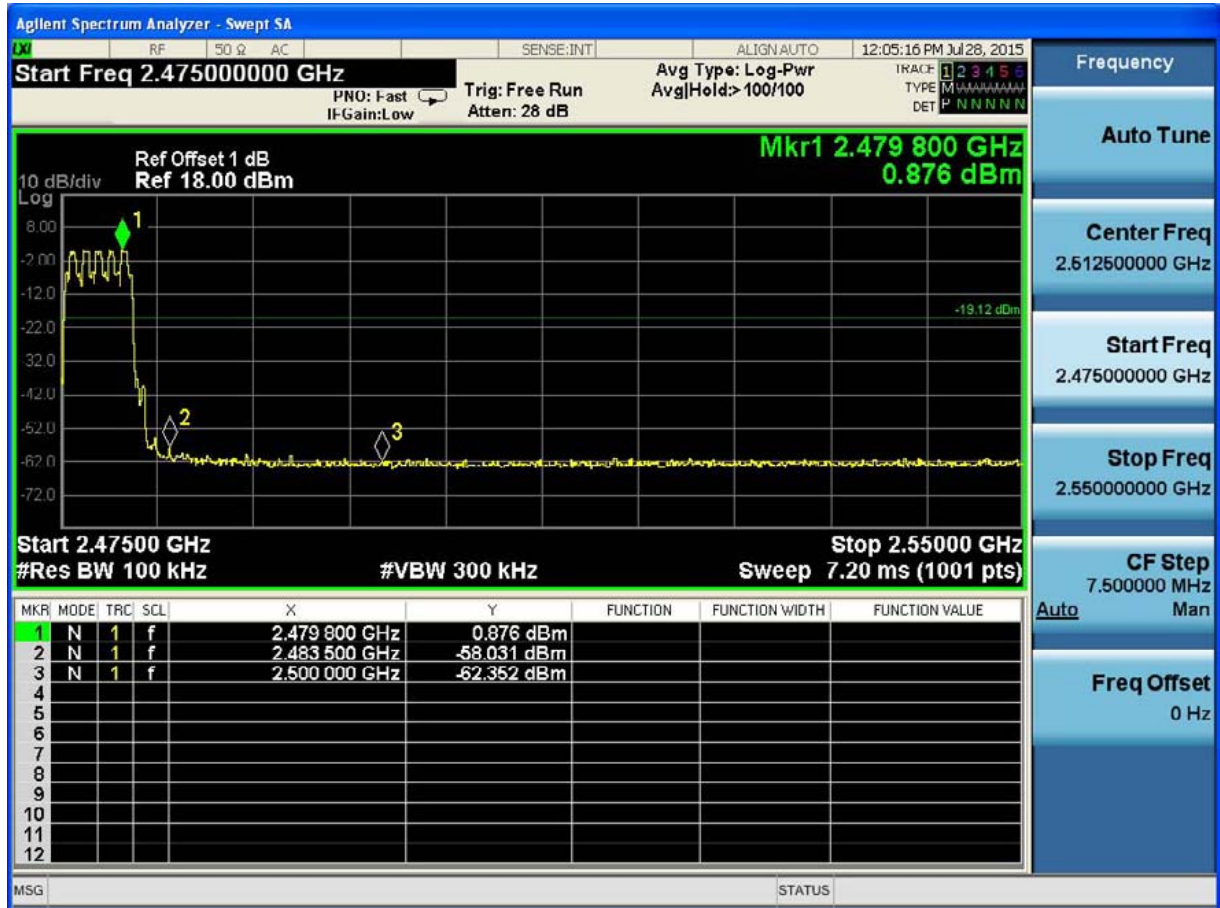 Agilent Spectrum Analyzer - Swept SA
LXI RF 50 Ω AC SENSE:INT ALIGN AUTO 12:05:16 PM Jul 28, 2015
Start Freq 2.475000000 GHz
PNO: Fast
IFGain:Low
Trig: Free Run
Atten: 28 dB
Avg Type: Log-Pwr
Avg|Hold:>100/100
TRACE 1 2 3 4 5 6
TYPE M
DET P N N N N N
Ref Offset 1 dB
10 dB/div Ref 18.00 dBm
Log
Mkr1 2.479 800 GHz
0.876 dBm
8.00
-2.00
-12.0
-22.0
-32.0
-42.0
-52.0
-62.0
-72.0
1
2
3
-19.12 dBm
Start 2.47500 GHz Stop 2.55000 GHz
#Res BW 100 kHz #VBW 300 kHz Sweep 7.20 ms (1001 pts)
MKR MODE TRC SCL X Y FUNCTION FUNCTION WIDTH FUNCTION VALUE
1 N 1 f 2.479 800 GHz 0.876 dBm
2 N 1 f 2.483 500 GHz -58.031 dBm
3 N 1 f 2.500 000 GHz -62.352 dBm
4
5
6
7
8
9
10
11
12
MSG STATUS
Frequency
Auto Tune
Center Freq
2.512500000 GHz
Start Freq
2.475000000 GHz
Stop Freq
2.550000000 GHz
CF Step
7.500000 MHz
Auto Man
Freq Offset
0 Hz